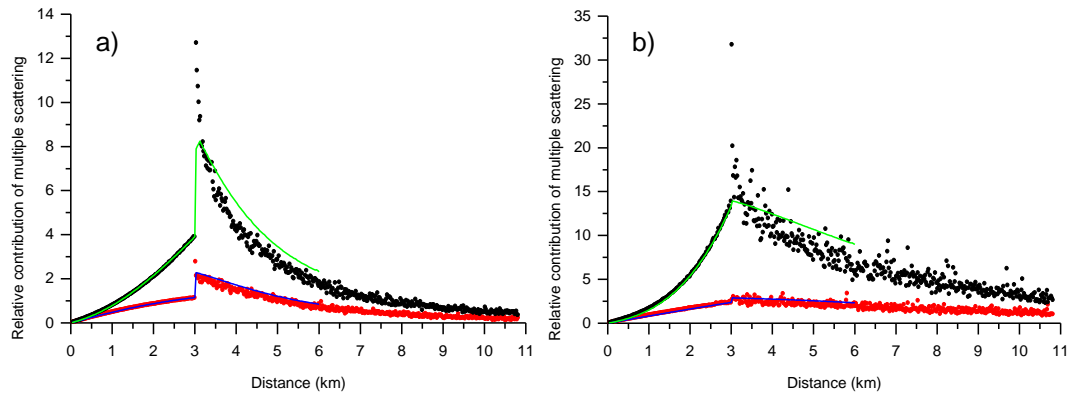 a)
Relative contribution of multiple scattering
14
12
10
8
6
4
2
0
0 1 2 3 4 5 6 7 8 9 10 11
Distance (km)
b)
Relative contribution of multiple scattering
35
30
25
20
15
10
5
0
0 1 2 3 4 5 6 7 8 9 10 11
Distance (km)